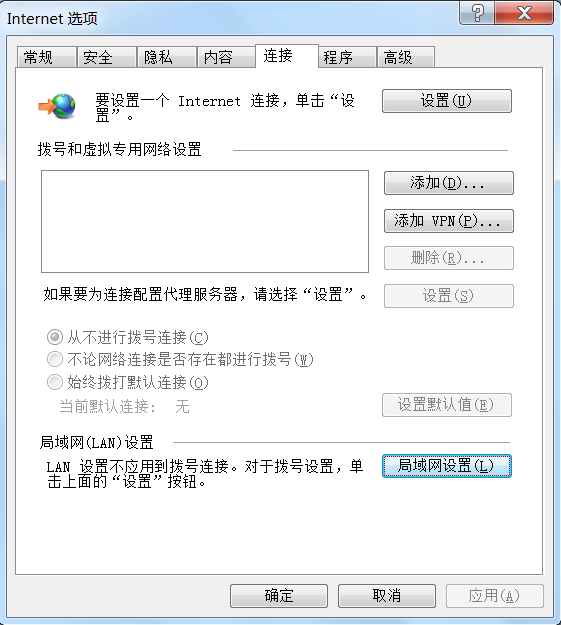 Internet 选项
常规 安全 隐私 内容 连接 程序 高级
要设置一个 Internet 连接，单击“设
置”。
设置(U)
拨号和虚拟专用网络设置
添加(D)...
添加 VPN(P)...
删除(R)...
如果要为连接配置代理服务器，请选择“设置”。
设置(S)
从不进行拨号连接(C)
不论网络连接是否存在都进行拨号(W)
始终拨打默认连接(O)
当前默认连接： 无
设置默认值(E)
局域网(LAN)设置
LAN 设置不应用到拨号连接。对于拨号设置，单
击上面的“设置”按钮。
局域网设置(L)
确定 取消 应用(A)